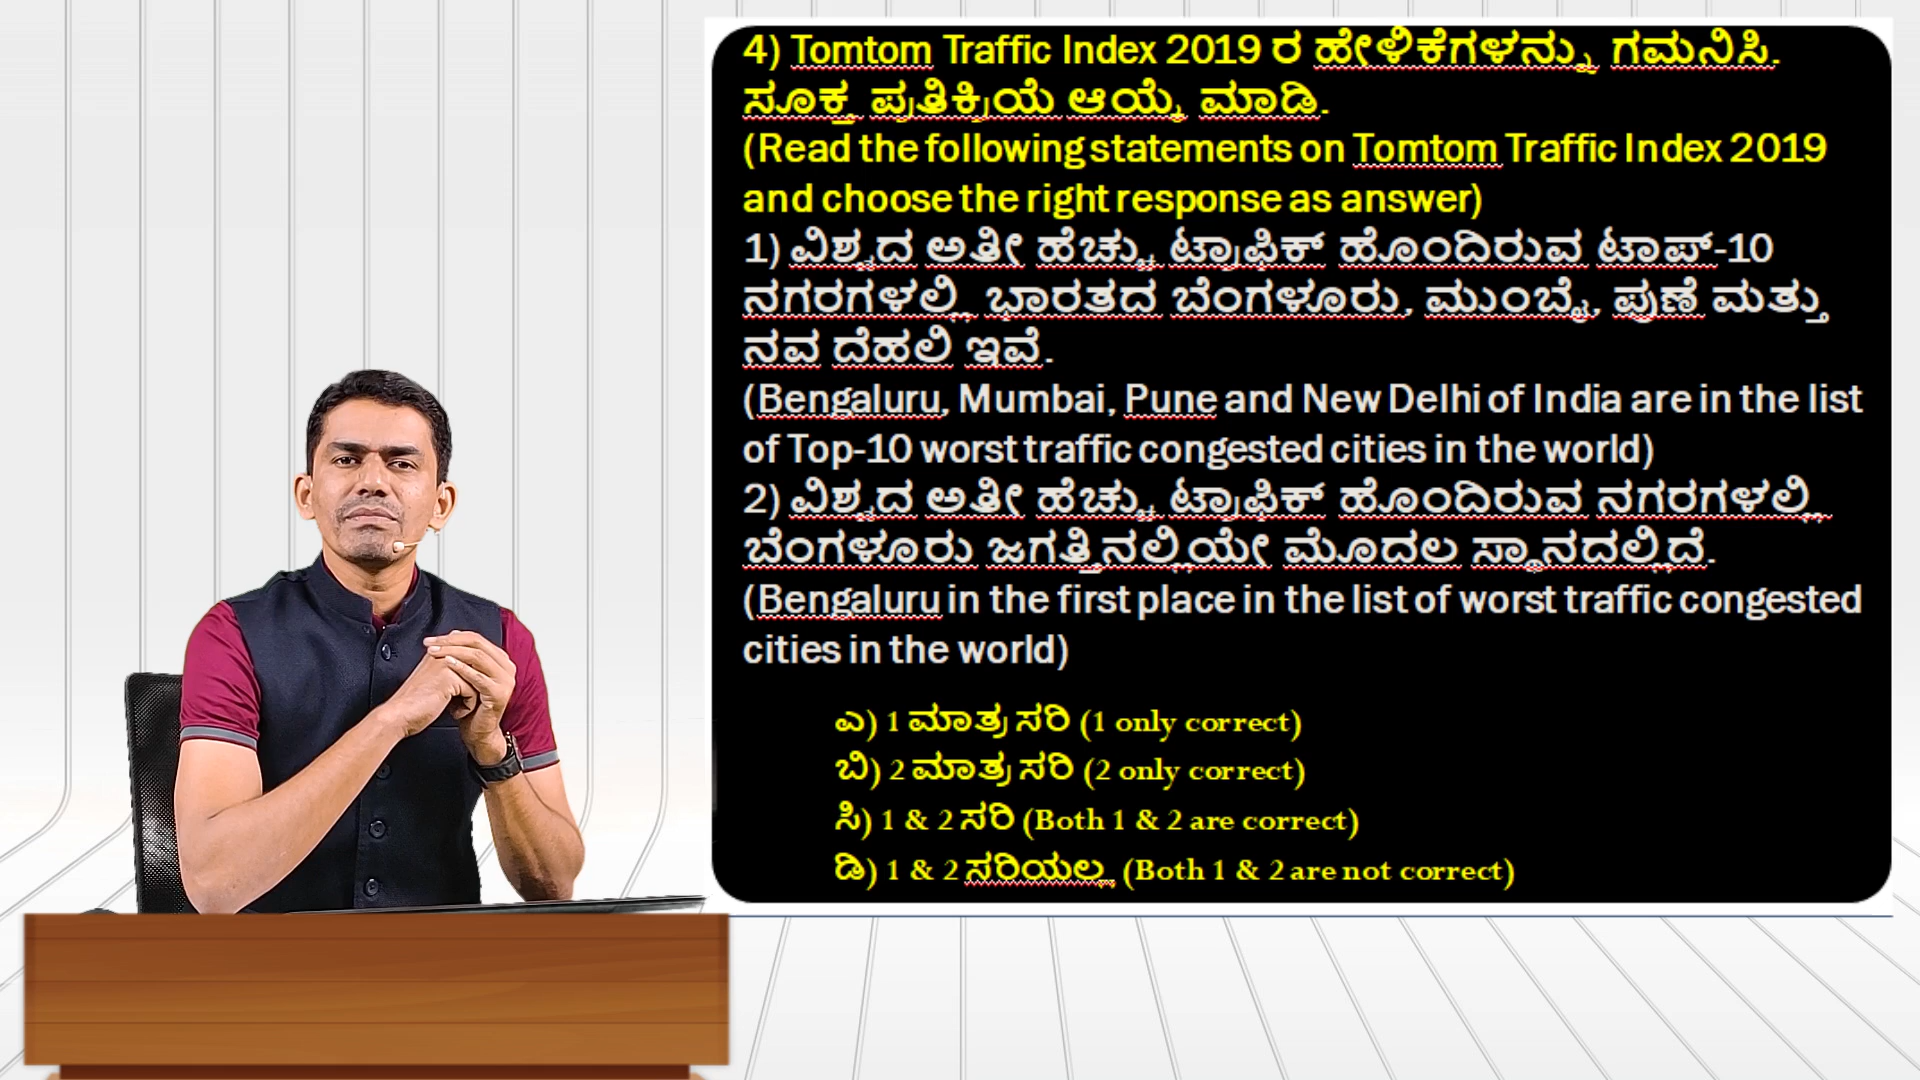 4) Tomtom Traffic Index 2019 ರ ಹೇಳಿಕೆಗಳನ್ನು ಗಮನಿಸಿ.
ಸೂಕ್ತ ಪ್ರತಿಕ್ರಿಯೆ ಆಯ್ಕೆ ಮಾಡಿ.
(Read the following statements on Tomtom Traffic Index 2019
and choose the right response as answer)
1) ವಿಶ್ವದ ಅತೀ ಹೆಚ್ಚು ಟ್ರಾಫಿಕ್ ಹೊಂದಿರುವ ಟಾಪ್-10
ನಗರಗಳಲ್ಲಿ ಭಾರತದ ಬೆಂಗಳೂರು, ಮುಂಬೈ, ಪುಣೆ ಮತ್ತು
ನವ ದೆಹಲಿ ಇವೆ.
(Bengaluru, Mumbai, Pune and New Delhi of India are in the list
of Top-10 worst traffic congested cities in the world)
2) ವಿಶ್ವದ ಅತೀ ಹೆಚ್ಚು ಟ್ರಾಫಿಕ್ ಹೊಂದಿರುವ ನಗರಗಳಲ್ಲಿ
ಬೆಂಗಳೂರು ಜಗತ್ತಿನಲ್ಲಿಯೇ ಮೊದಲ ಸ್ಥಾನದಲ್ಲಿದೆ.
(Bengaluru in the first place in the list of worst traffic congested
cities in the world)
ಎ) 1 ಮಾತ್ರ ಸರಿ (1 only correct)
ಬಿ) 2 ಮಾತ್ರ ಸರಿ (2 only correct)
ಸಿ) 1 & 2 ಸರಿ (Both 1 & 2 are correct)
ಡಿ) 1 & 2 ಸರಿಯಲ್ಲ (Both 1 & 2 are not correct)